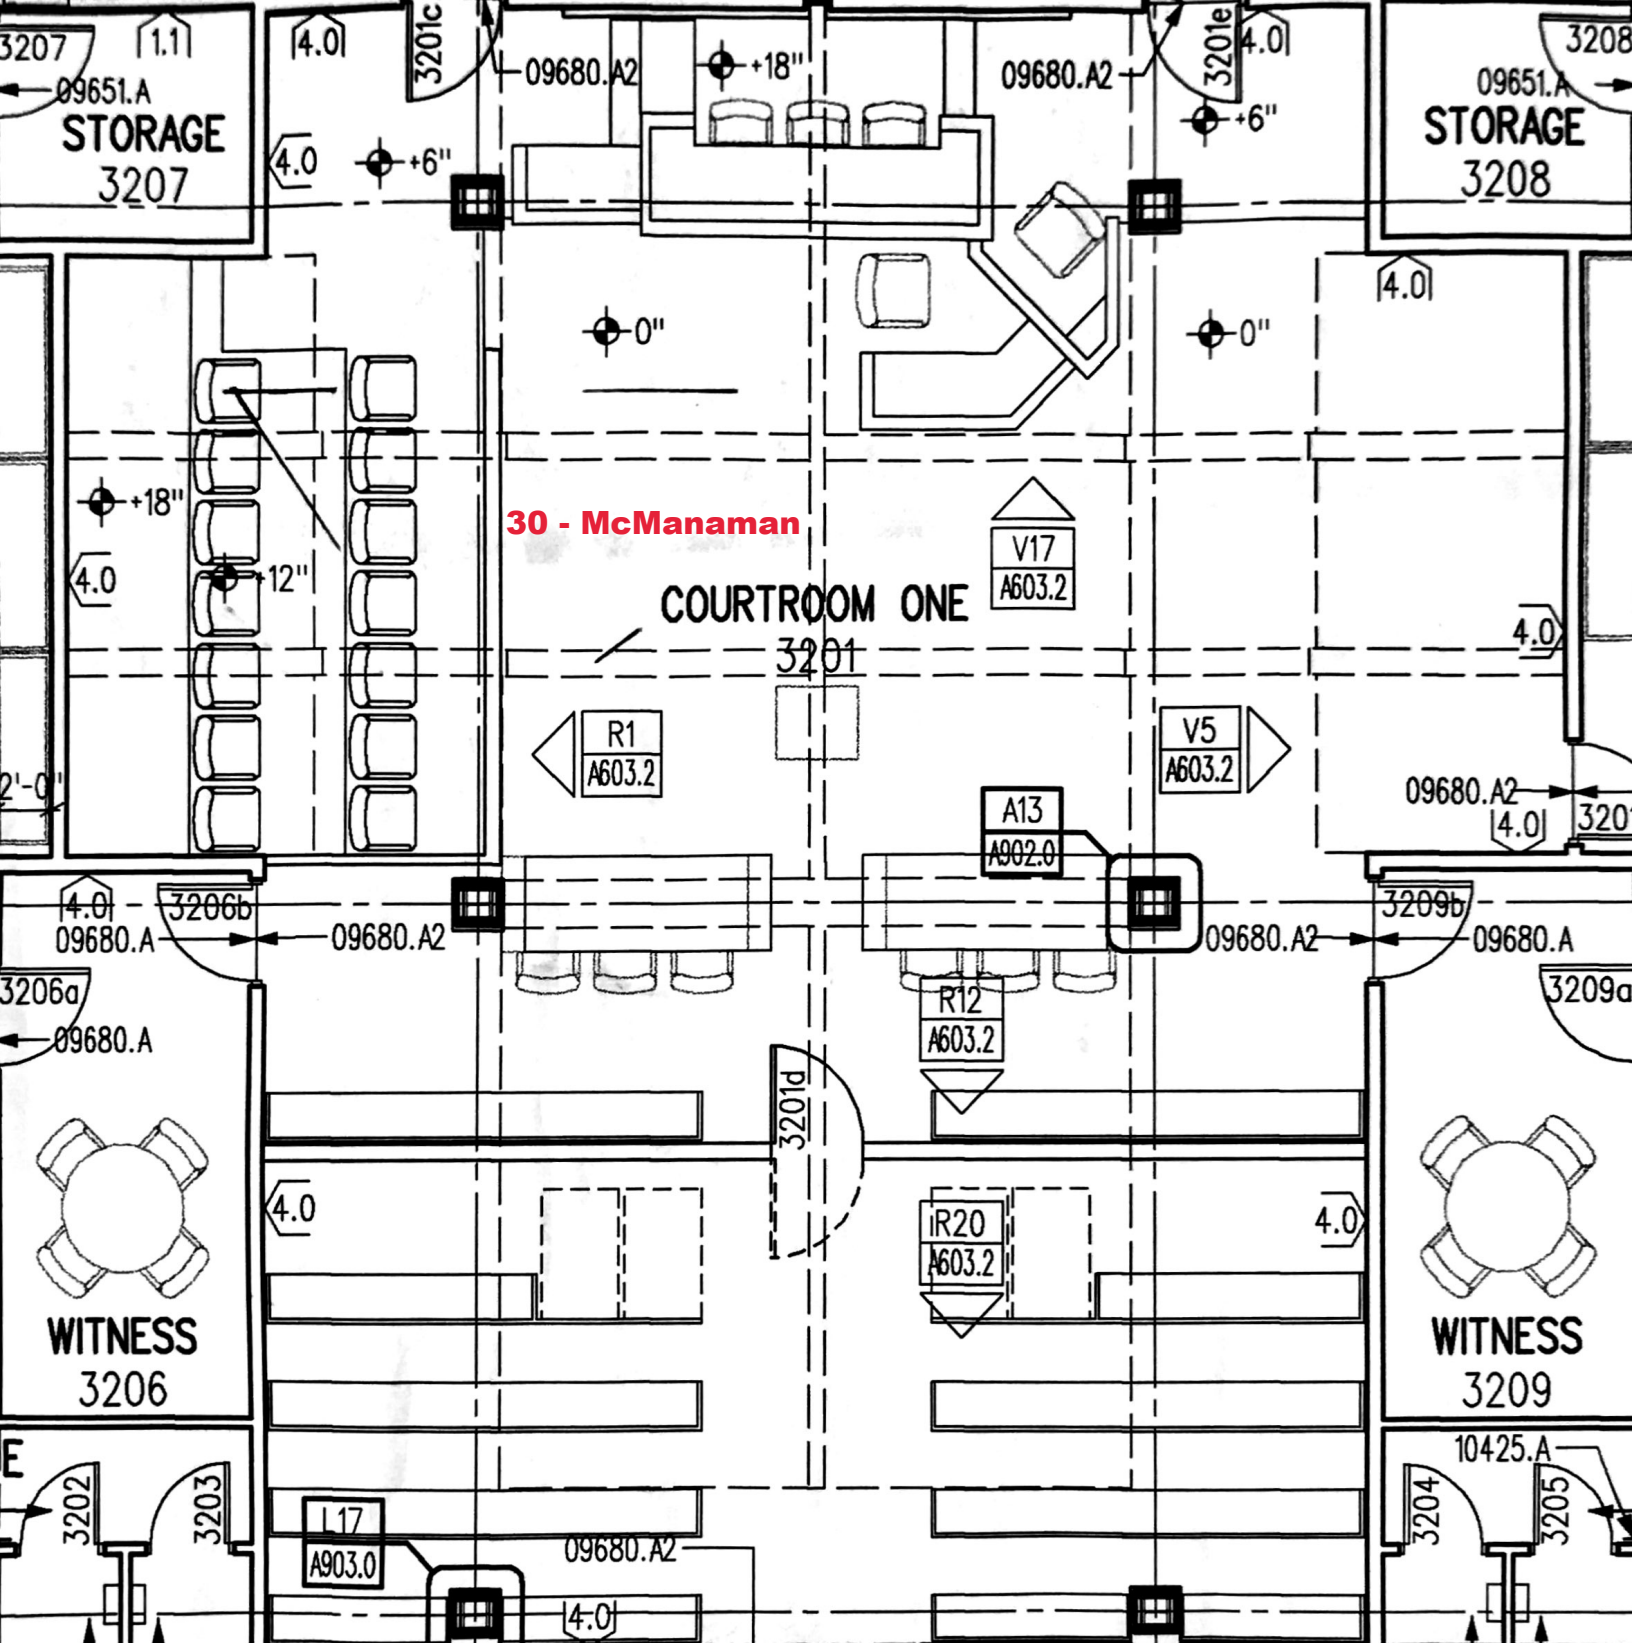 3207
1.1
4.0
3201c
09680.A2
+18"
09680.A2
3201e
4.0
3208
09651.A
09651.A
STORAGE
3207
4.0
+6"
+6"
STORAGE
3208
4.0
0"
0"
+18"
30 - McManaman
V17
A603.2
4.0
+12"
COURTROOM ONE
3201
4.0
R1
A603.2
V5
A603.2
2'-0"
09680.A2
4.0
A13
A902.0
4.0
3206b
3209b
09680.A
09680.A2
09680.A2
09680.A
3206a
R12
A603.2
3209a
09680.A
3201d
4.0
R20
A603.2
4.0
WITNESS
3206
WITNESS
3209
E
3202
3203
L17
A903.0
09680.A2
10425.A
3204
3205
4.0